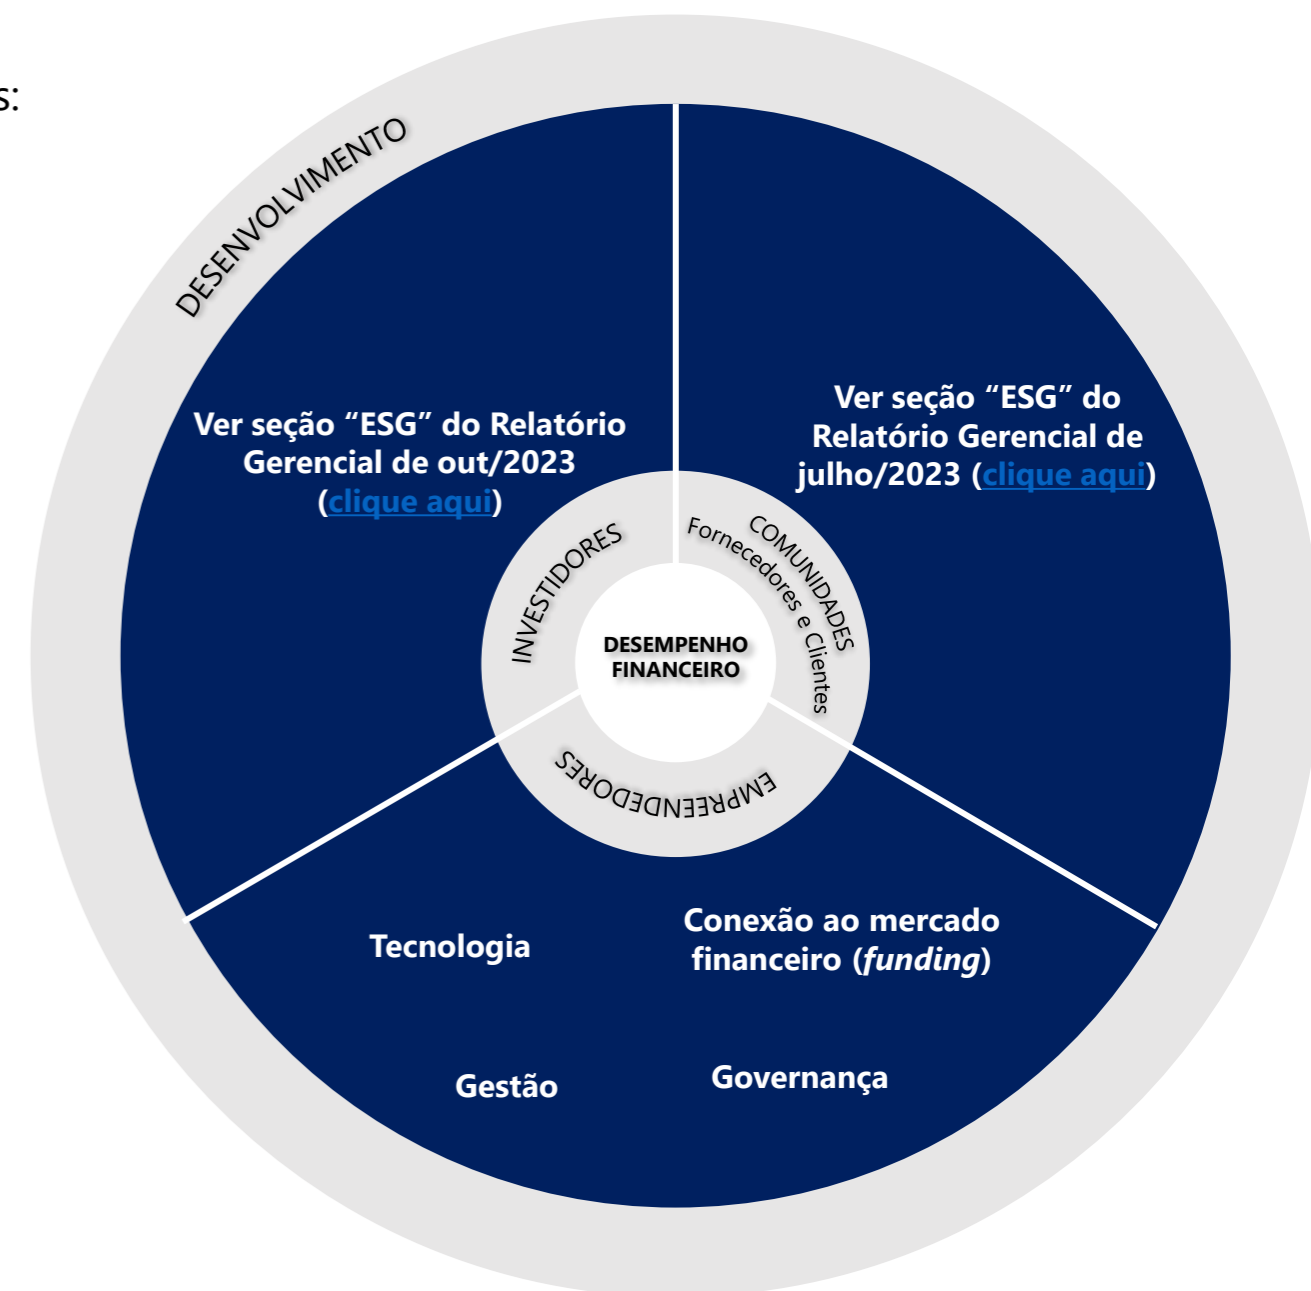 s:
DESENVOLVIMENTO
Ver seção “ESG” do Relatório
Gerencial de out/2023
(clique aqui)
Ver seção “ESG” do
Relatório Gerencial de
julho/2023 (clique aqui)
INVESTIDORES
COMUNIDADES
Fornecedores e Clientes
DESEMPENHO
FINANCEIRO
EMPREENDEDORES
Tecnologia
Conexão ao mercado
financeiro (funding)
Gestão
Governança